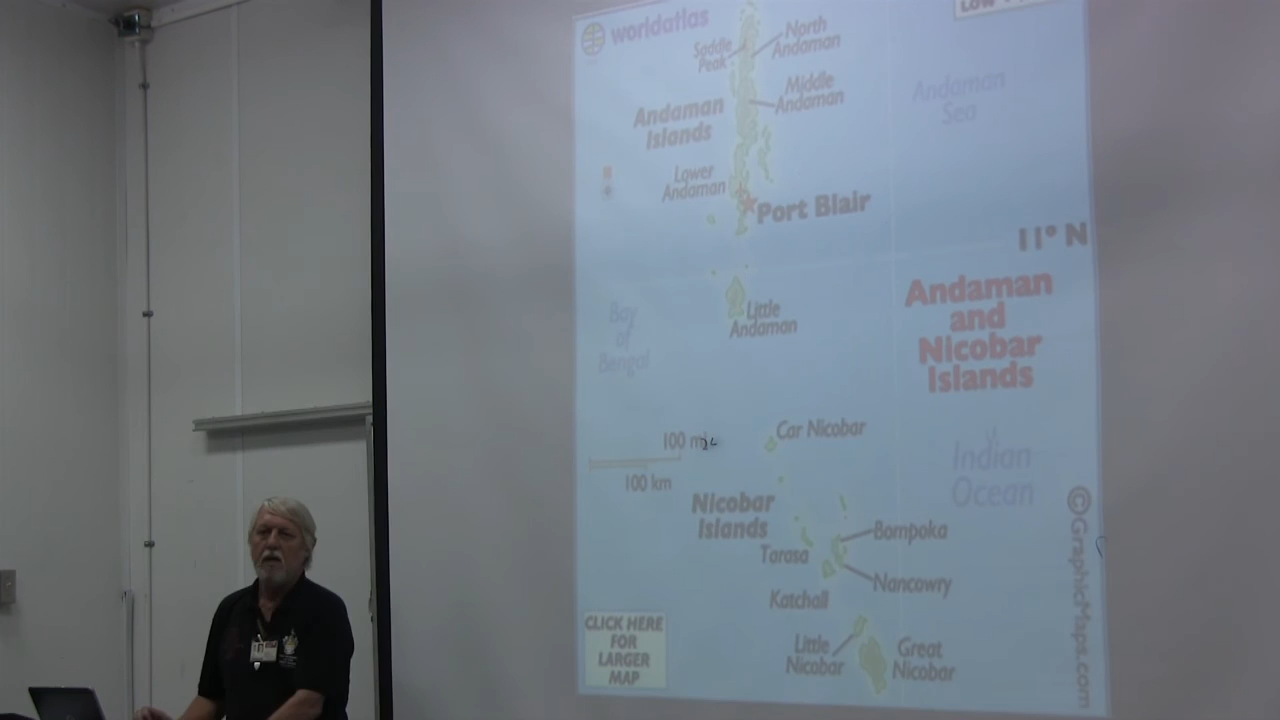 worldatlas
LOW
Saddle
Peak
North
Andaman
Middle
Andaman
Andaman
Sea
Andaman
Islands
Lower
Andaman
Port Blair
11° N
Andaman
and
Nicobar
Islands
Bay
of
Bengal
Little
Andaman
100 mi
100 km
Car Nicobar
Indian
Ocean
Nicobar
Islands
Bompoka
Tarasa
Nancowry
Katchall
Little
Nicobar
Great
Nicobar
CLICK HERE
FOR
LARGER
MAP
©GraphicMaps.com